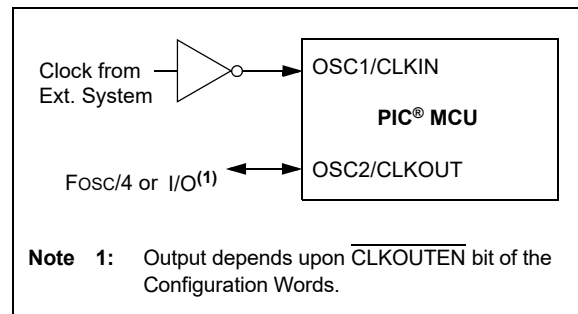 Clock from
Ext. System
OSC1/CLKIN
PIC® MCU
FOSC/4 or I/O(1)
OSC2/CLKOUT
Note 1: Output depends upon CLKOUTEN bit of the
Configuration Words.